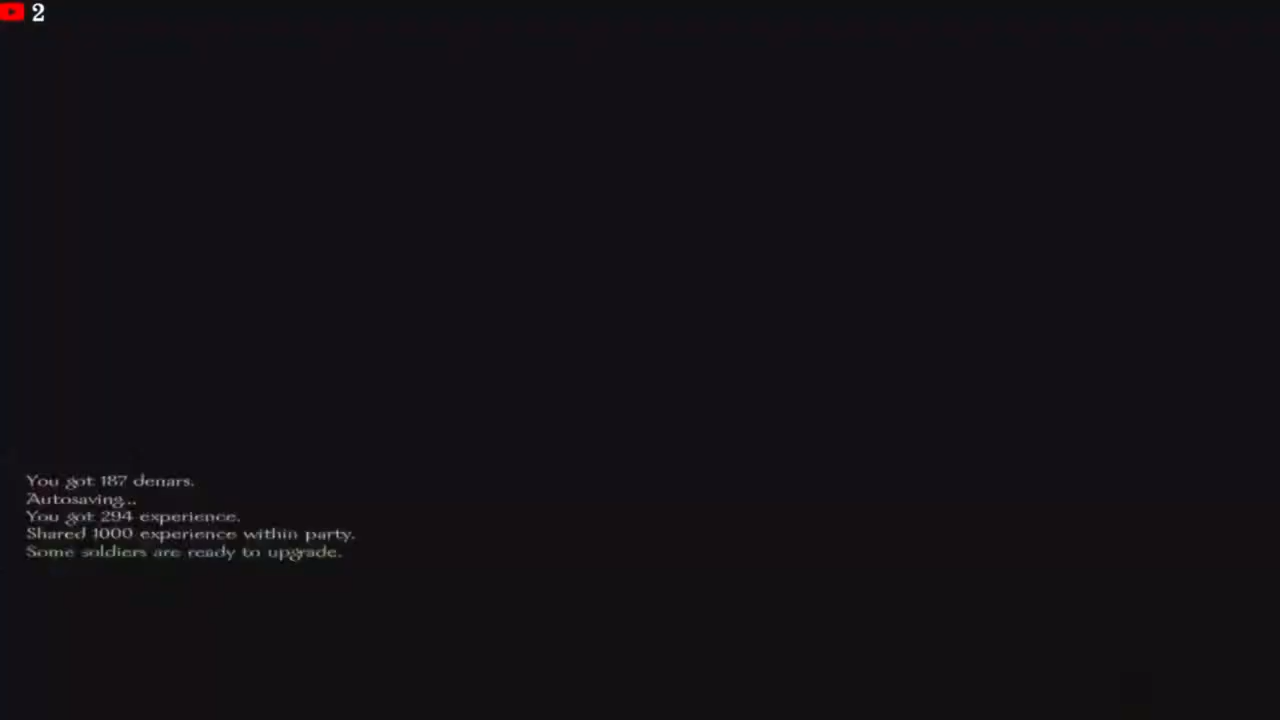 2
You got 187 denars.
Autosaving...
You got 294 experience.
Shared 1000 experience within party.
Some soldiers are ready to upgrade.